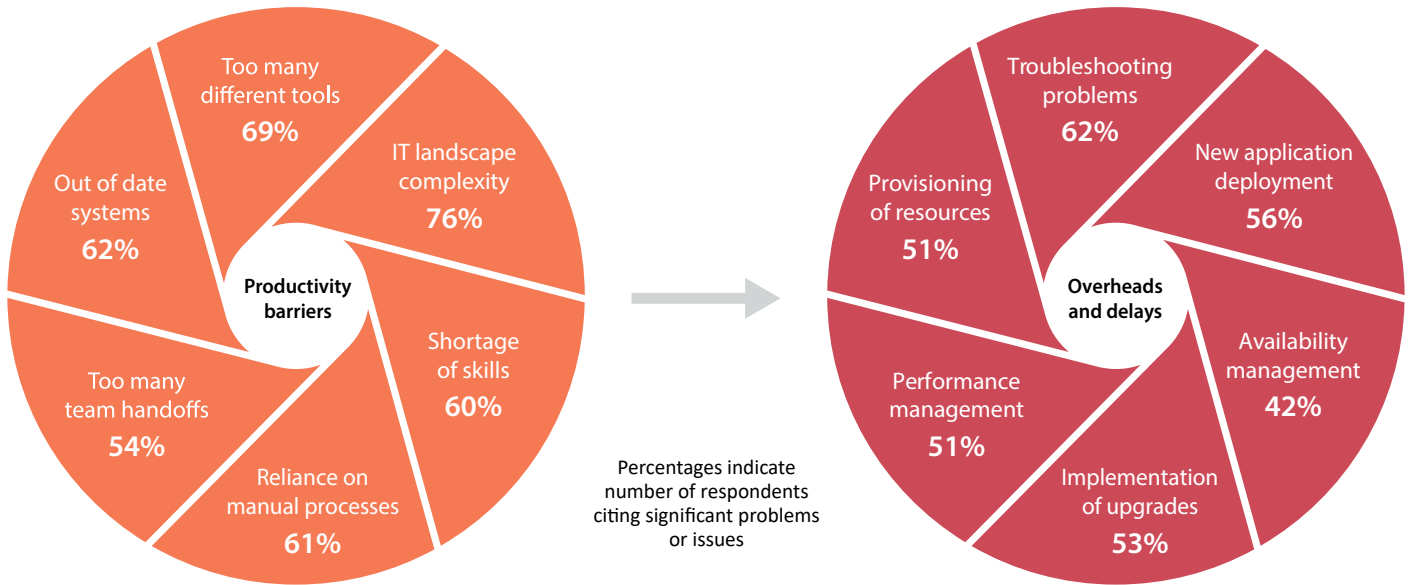 Too many
different tools
69%
IT landscape
complexity
76%
Shortage
of skills
60%
Reliance on
manual processes
61%
Too many
team handoffs
54%
Out of date
systems
62%
Productivity
barriers
Percentages indicate
number of respondents
citing significant problems
or issues
Troubleshooting
problems
62%
New application
deployment
56%
Availability
management
42%
Implementation
of upgrades
53%
Performance
management
51%
Provisioning
of resources
51%
Overheads
and delays